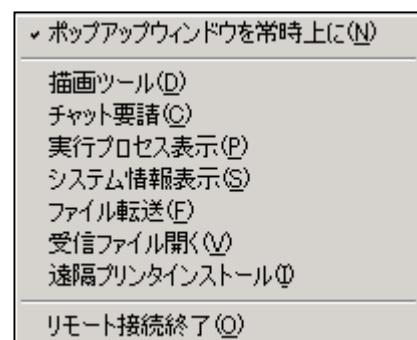 ✓ポップアップウィンドウを常時上に(N)
描画ツール(D)
チャット要請(C)
実行プロセス表示(P)
システム情報表示(S)
ファイル転送(F)
受信ファイル開く(V)
遠隔プリンタインストール(I)
リモート接続終了(O)